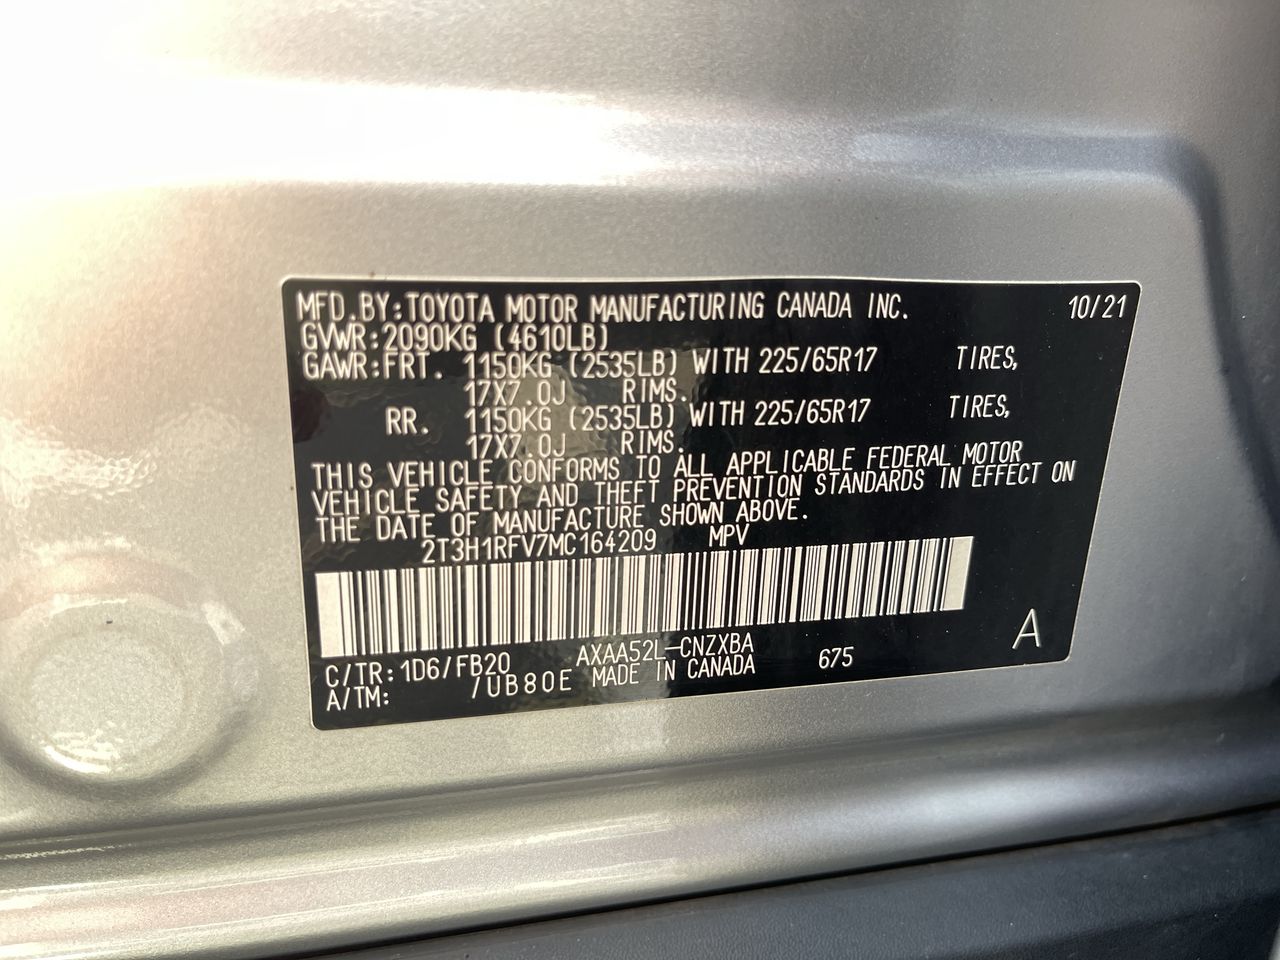 MFD.BY:TOYOTA MOTOR MANUFACTURING CANADA INC. 10/21
GVWR:2090KG (4610LB)
GAWR:FRT. 1150KG (2535LB) WITH 225/65R17 TIRES,
17X7.0J RIMS.
RR. 1150KG (2535LB) WITH 225/65R17 TIRES,
17X7.0J RIMS.
THIS VEHICLE CONFORMS TO ALL APPLICABLE FEDERAL MOTOR
VEHICLE SAFETY AND THEFT PREVENTION STANDARDS IN EFFECT ON
THE DATE OF MANUFACTURE SHOWN ABOVE.
2T3H1RFV7MC164209 MPV
A
C/TR:1D6/FB20 AXAA52L-CNZXBA 675
A/TM: /UB80E MADE IN CANADA